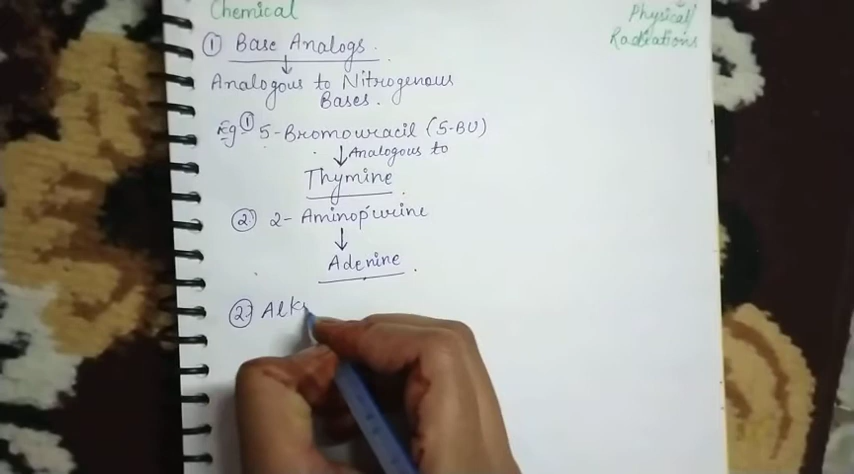 Chemical
Physical/
Radiations
① Base Analogs.
↓
Analogous to Nitrogenous
Bases.
Eg ① 5-Bromouracil (5-BU)
↓ Analogous to
Thymine.
② 2-Aminopurine
↓
Adenine.
② Alk